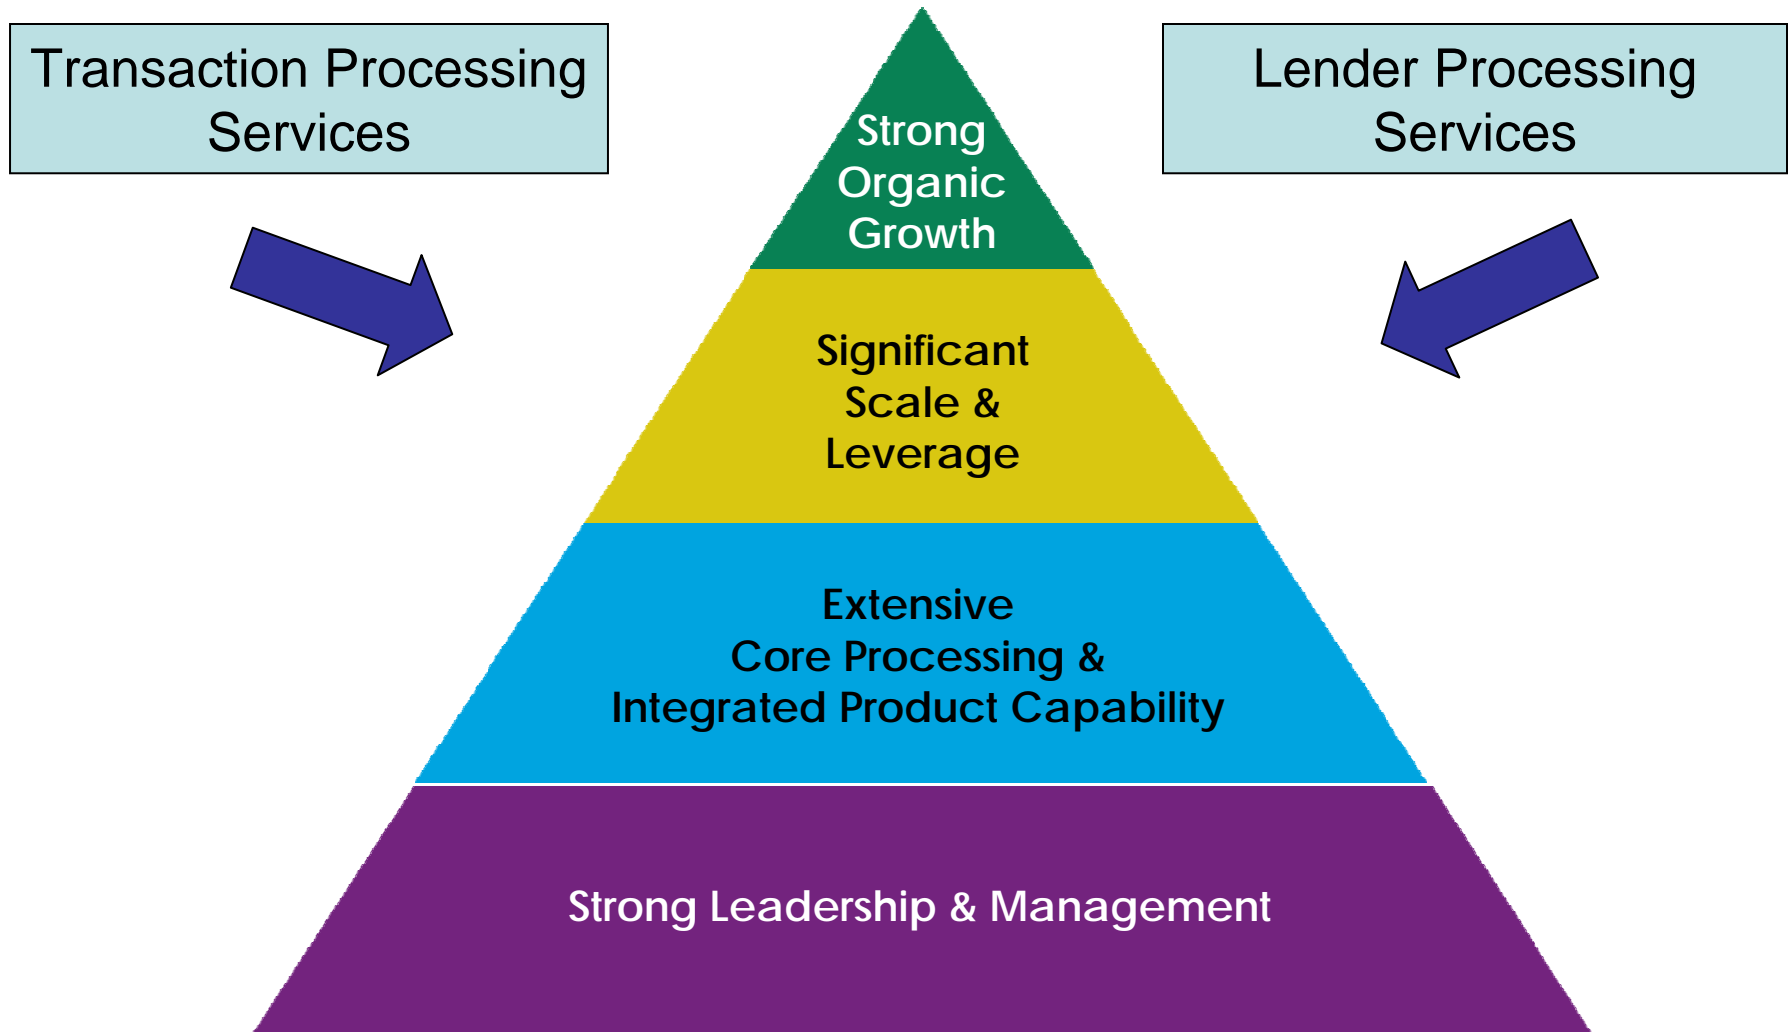 Transaction Processing
Services
Lender Processing
Services
Strong
Organic
Growth
Significant
Scale &
Leverage
Extensive
Core Processing &
Integrated Product Capability
Strong Leadership & Management